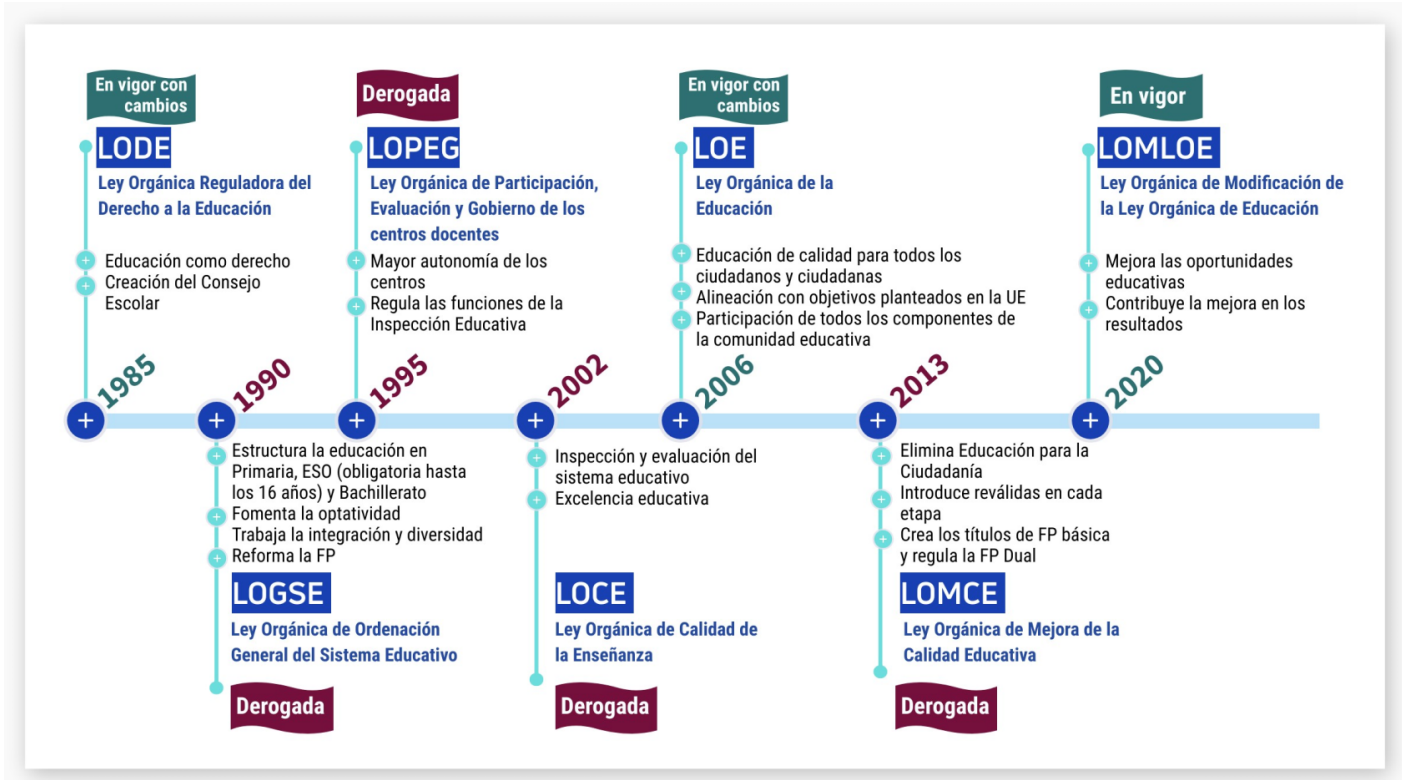 En vigor con
cambios
LODE
Ley Orgánica Reguladora del
Derecho a la Educación
Educación como derecho
Creación del Consejo
Escolar
1985
1990
Estructura la educación en
Primaria, ESO (obligatoria hasta
los 16 años) y Bachillerato
Fomenta la optatividad
Trabaja la integración y diversidad
Reforma la FP
LOGSE
Ley Orgánica de Ordenación
General del Sistema Educativo
Derogada
Derogada
LOPEG
Ley Orgánica de Participación,
Evaluación y Gobierno de los
centros docentes
Mayor autonomía de los
centros
Regula las funciones de la
Inspección Educativa
1995
2002
Inspección y evaluación del
sistema educativo
Excelencia educativa
LOCE
Ley Orgánica de Calidad de
la Enseñanza
Derogada
En vigor con
cambios
LOE
Ley Orgánica de la
Educación
Educación de calidad para todos los
ciudadanos y ciudadanas
Alineación con objetivos planteados en la UE
Participación de todos los componentes de
la comunidad educativa
2006
2013
Elimina Educación para la
Ciudadanía
Introduce reválidas en cada
etapa
Crea los títulos de FP básica
y regula la FP Dual
LOMCE
Ley Orgánica de Mejora de la
Calidad Educativa
Derogada
En vigor
LOMLOE
Ley Orgánica de Modificación de
la Ley Orgánica de Educación
Mejora las oportunidades
educativas
Contribuye la mejora en los
resultados
2020